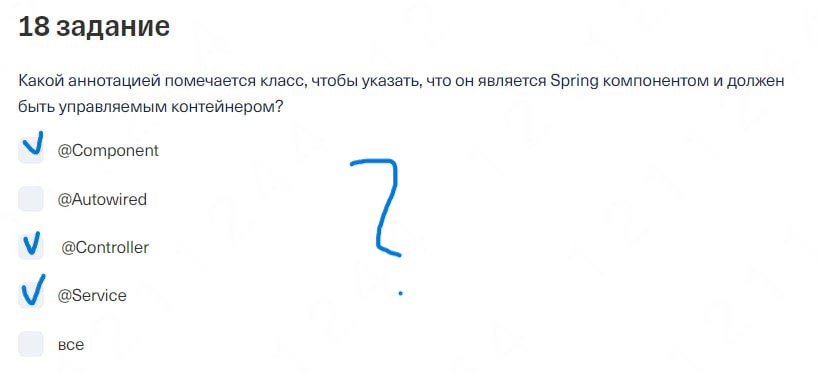 18 задание
Какой аннотацией помечается класс, чтобы указать, что он является Spring компонентом и должен
быть управляемым контейнером?
@Component
@Autowired
@Controller
@Service
все
?